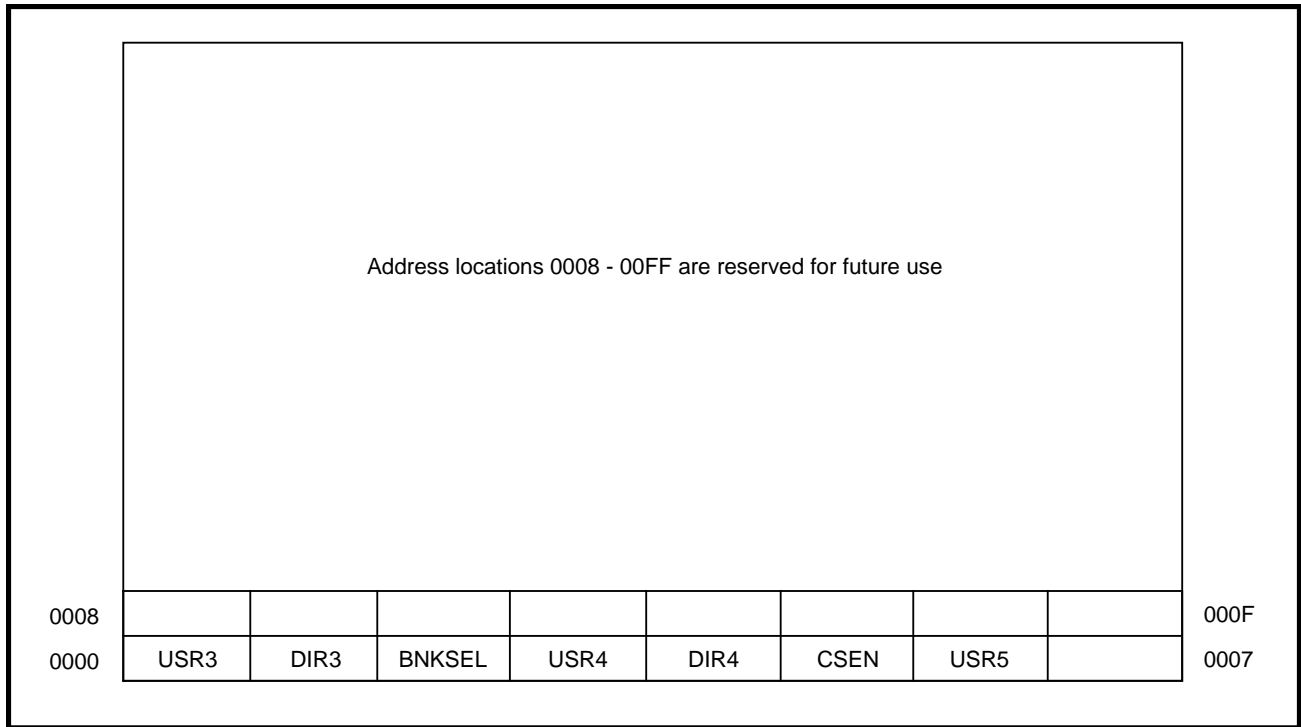 Address locations 0008 - 00FF are reserved for future use
0008 000F
0000 USR3 DIR3 BNKSEL USR4 DIR4 CSEN USR5 0007